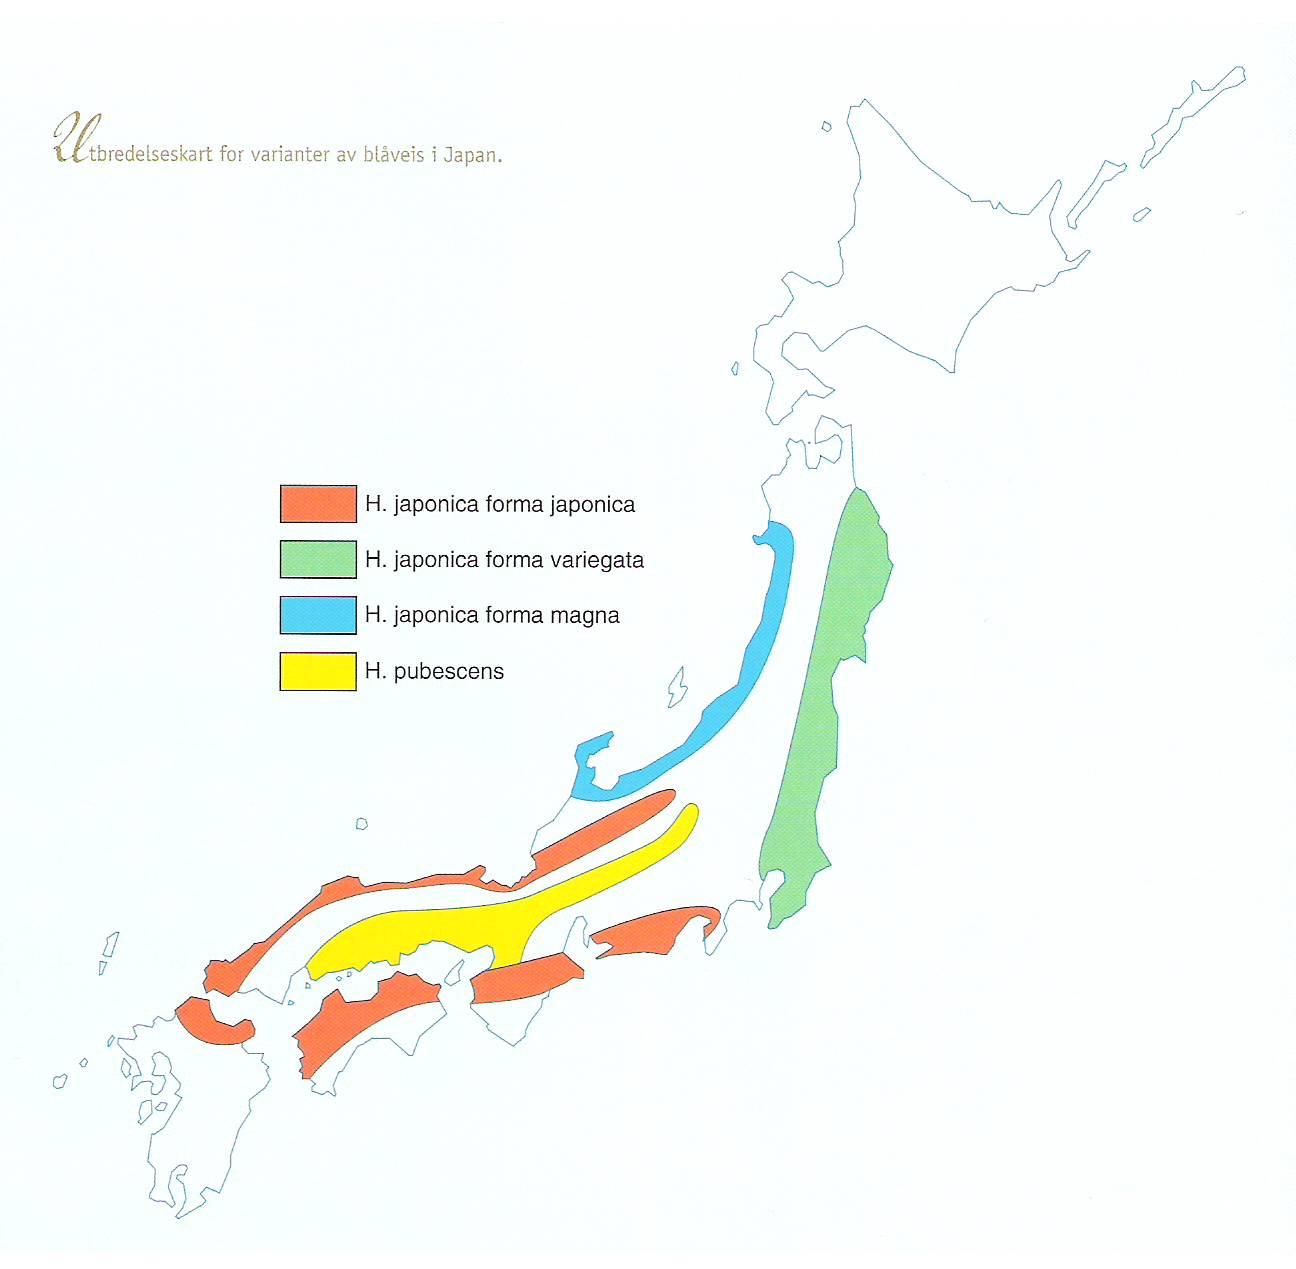 Utbredelseskart for varianter av blåveis i Japan.
H. japonica forma japonica
H. japonica forma variegata
H. japonica forma magna
H. pubescens